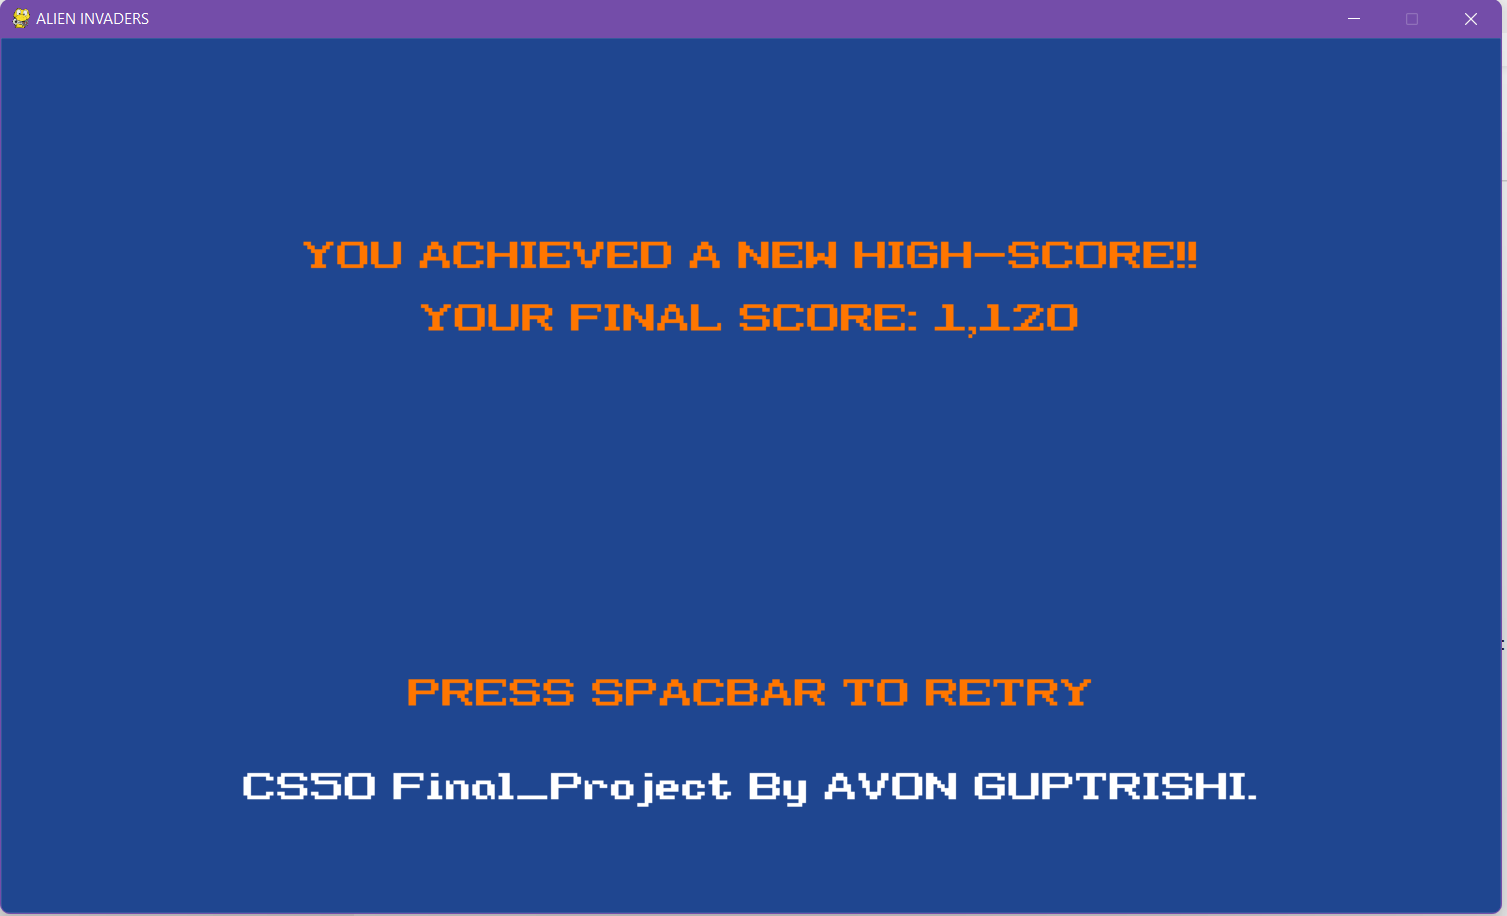 ALIEN INVADERS
YOU ACHIEVED A NEW HIGH-SCORE!!
YOUR FINAL SCORE: 1,120
PRESS SPACBAR TO RETRY
CS50 Final_Project By AVON GUPTRISHI.